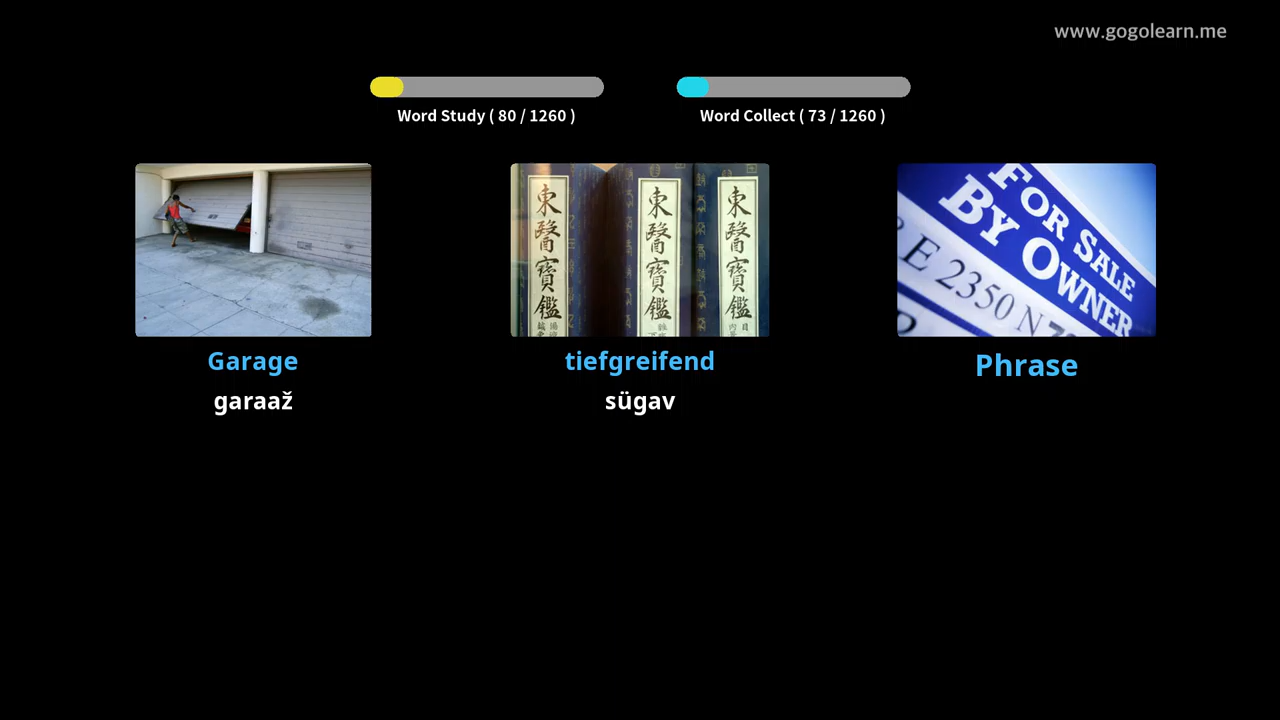 www.gogolearn.me
Word Study ( 80 / 1260 )
Word Collect ( 73 / 1260 )
東醫寶鑑
東醫寶鑑
東醫寶鑑
FOR SALE
BY OWNER
E 2350 N
Garage
tiefgreifend
Phrase
garaaž
sügav